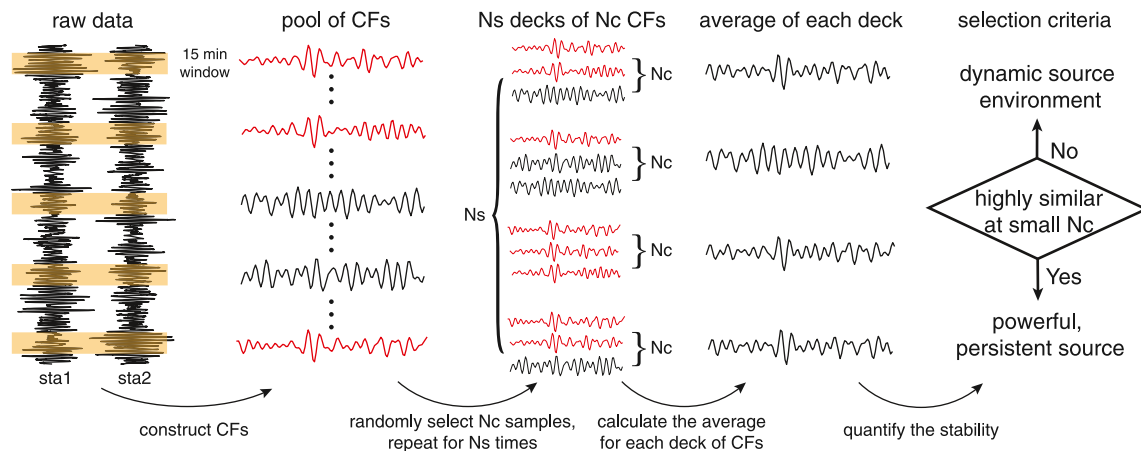 raw data
pool of CFs
Ns decks of Nc CFs
average of each deck
selection criteria
15 min
window
Nc
Nc
Ns
Nc
Nc
dynamic source
environment
No
highly similar
at small Nc
Yes
powerful,
persistent source
sta1
sta2
construct CFs
randomly select Nc samples,
repeat for Ns times
calculate the average
for each deck of CFs
quantify the stability